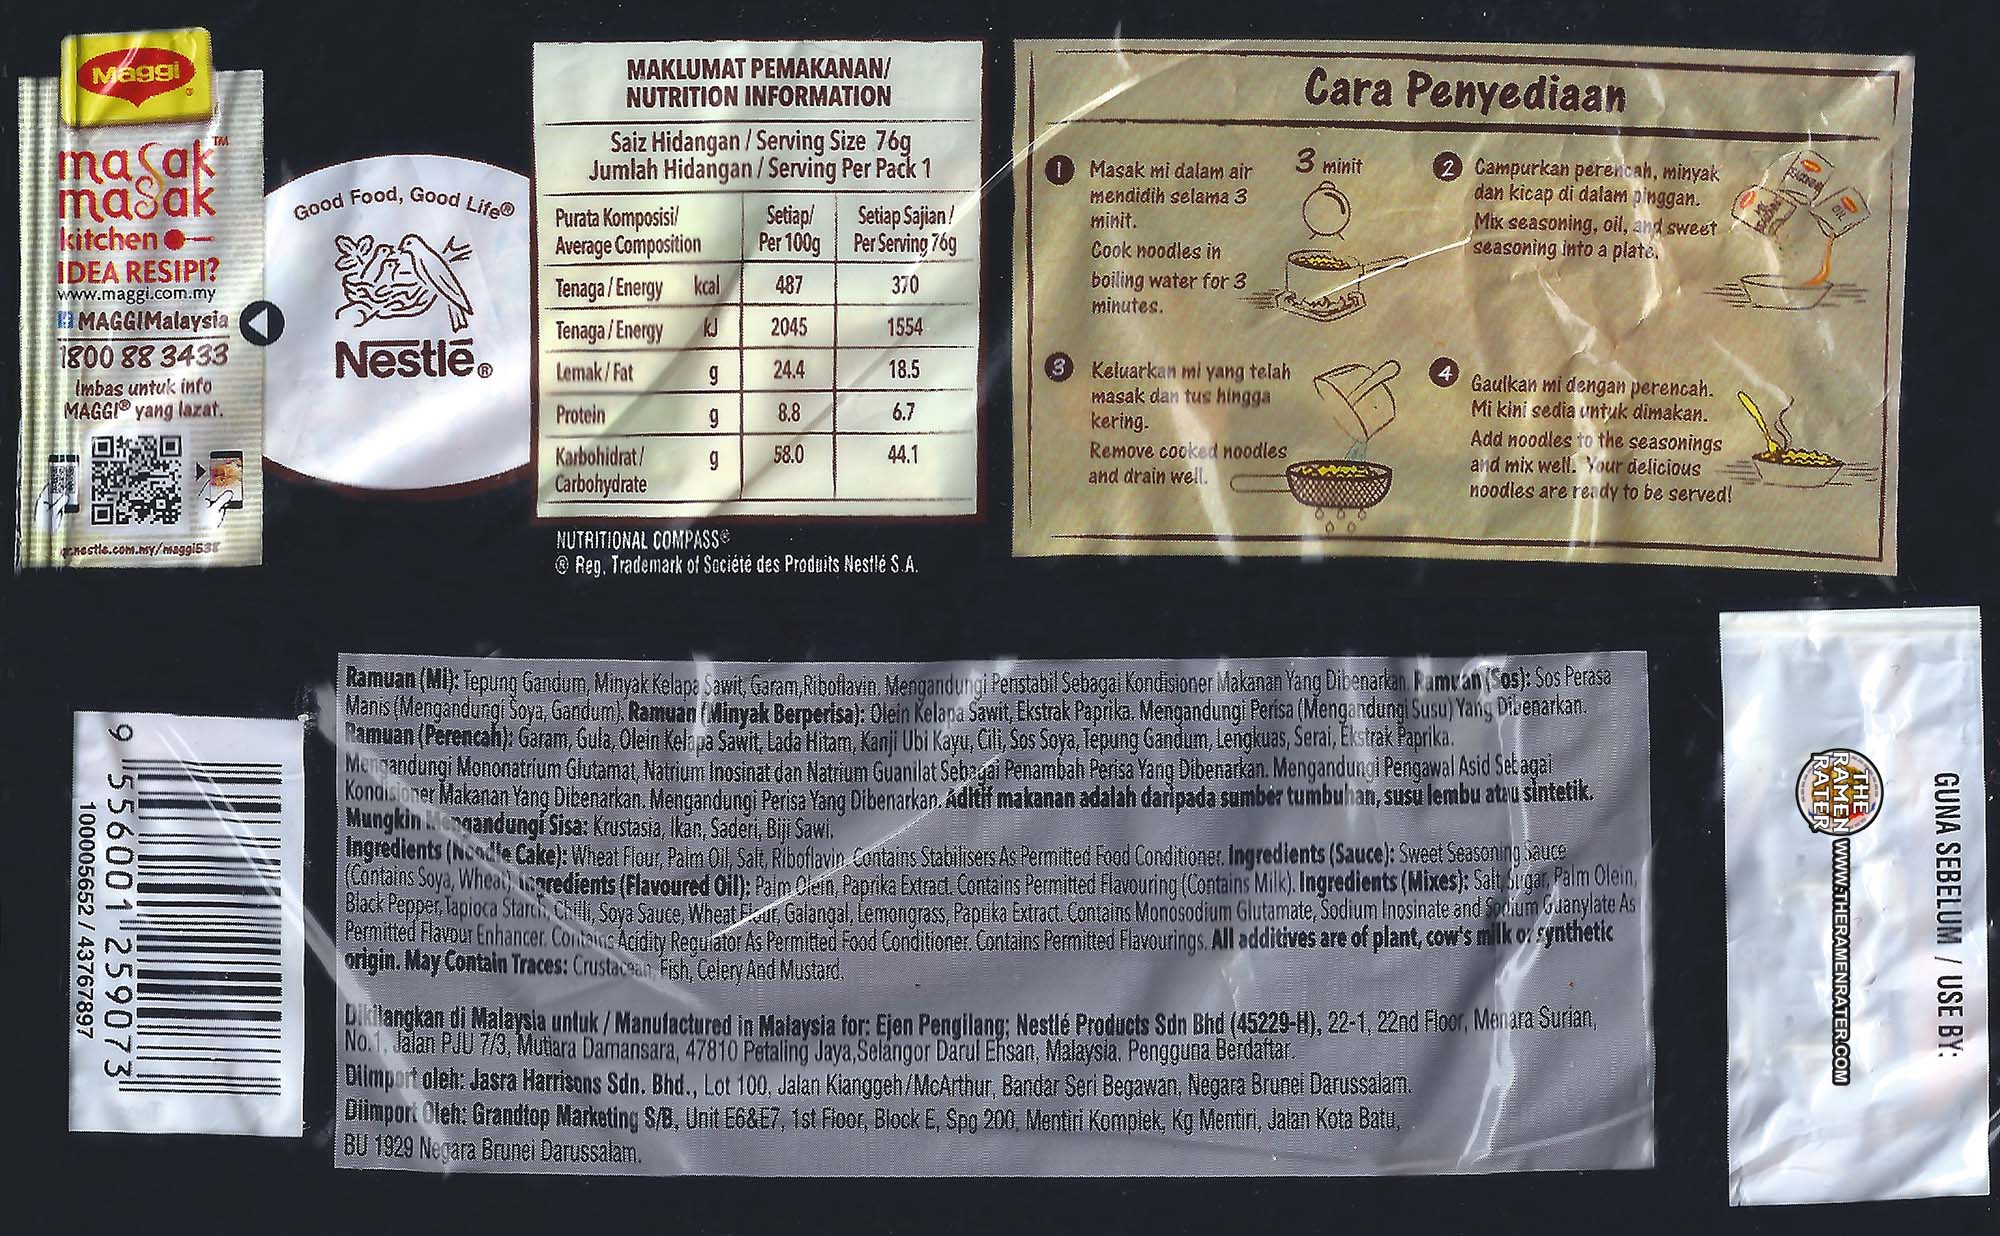 Maggi
masak
masak
kitchen
IDEA RESIPI?
www.maggi.com.my
MAGGIMalaysia
1800 88 3433
Imbas untuk info
MAGGI® yang lazat.
qr.nestle.com.my/maggi538
Good Food, Good Life®
Nestlé®
MAKLUMAT PEMAKANAN/
NUTRITION INFORMATION
Saiz Hidangan / Serving Size 76g
Jumlah Hidangan / Serving Per Pack 1
Purata Komposisi/ Setiap/ Setiap Sajian /
Average Composition Per 100g Per Serving 76g
Tenaga / Energy kcal 487 370
Tenaga / Energy kJ 2045 1554
Lemak / Fat g 24.4 18.5
Protein g 8.8 6.7
Karbohidrat / g 58.0 44.1
Carbohydrate
NUTRITIONAL COMPASS®
® Reg. Trademark of Société des Produits Nestlé S.A.
Cara Penyediaan
1 Masak mi dalam air
mendidih selama 3
minit.
Cook noodles in
boiling water for 3
minutes.
3 minit
2 Campurkan perencah, minyak
dan kicap di dalam pinggan.
Mix seasoning, oil, and sweet
seasoning into a plate.
OIL
3 Keluarkan mi yang telah
masak dan tus hingga
kering.
Remove cooked noodles
and drain well.
4 Gaulkan mi dengan perencah.
Mi kini sedia untuk dimakan.
Add noodles to the seasonings
and mix well. Your delicious
noodles are ready to be served!
Ramuan (Mi): Tepung Gandum, Minyak Kelapa Sawit, Garam, Riboflavin. Mengandungi Penstabil Sebagai Kondisioner Makanan Yang Dibenarkan. Ramuan (Sos): Sos Perasa
Manis (Mengandungi Soya, Gandum). Ramuan (Minyak Berperisa): Olein Kelapa Sawit, Ekstrak Paprika. Mengandungi Perisa (Mengandungi Susu) Yang Dibenarkan.
Ramuan (Perencah): Garam, Gula, Olein Kelapa Sawit, Lada Hitam, Kanji Ubi Kayu, Cili, Sos Soya, Tepung Gandum, Lengkuas, Serai, Ekstrak Paprika.
Mengandungi Mononatrium Glutamat, Natrium Inosinat dan Natrium Guanilat Sebagai Penambah Perisa Yang Dibenarkan. Mengandungi Pengawal Asid Sebagai
Kondisioner Makanan Yang Dibenarkan. Mengandungi Perisa Yang Dibenarkan. Aditif makanan adalah daripada sumber tumbuhan, susu lembu atau sintetik.
Mungkin Mengandungi Sisa: Krustasia, Ikan, Saderi, Biji Sawi.
Ingredients (Noodle Cake): Wheat Flour, Palm Oil, Salt, Riboflavin. Contains Stabilisers As Permitted Food Conditioner. Ingredients (Sauce): Sweet Seasoning Sauce
(Contains Soya, Wheat). Ingredients (Flavoured Oil): Palm Olein, Paprika Extract. Contains Permitted Flavouring (Contains Milk). Ingredients (Mixes): Salt, Sugar, Palm Olein,
Black Pepper, Tapioca Starch, Chilli, Soya Sauce, Wheat Flour, Galangal, Lemongrass, Paprika Extract. Contains Monosodium Glutamate, Sodium Inosinate and Sodium Guanylate As
Permitted Flavour Enhancer. Contains Acidity Regulator As Permitted Food Conditioner. Contains Permitted Flavourings. All additives are of plant, cow's milk or synthetic
origin. May Contain Traces: Crustacean, Fish, Celery And Mustard.
Dikilangkan di Malaysia untuk / Manufactured in Malaysia for: Ejen Pengilang: Nestlé Products Sdn Bhd (45229-H), 22-1, 22nd Floor, Menara Surian,
No.1, Jalan PJU 7/3, Mutiara Damansara, 47810 Petaling Jaya, Selangor Darul Ehsan, Malaysia. Pengguna Berdaftar.
Diimport oleh: Jasra Harrisons Sdn. Bhd., Lot 100, Jalan Kianggeh/McArthur, Bandar Seri Begawan, Negara Brunei Darussalam.
Diimport Oleh: Grandtop Marketing S/B, Unit E6&E7, 1st Floor, Block E, Spg 200, Mentiri Komplek, Kg Mentiri, Jalan Kota Batu,
BU 1929 Negara Brunei Darussalam.
9 556001 259073
100005652 / 43767897
GUNA SEBELUM / USE BY:
THE
RAMEN
RATER
WWW.THERAMENRATER.COM